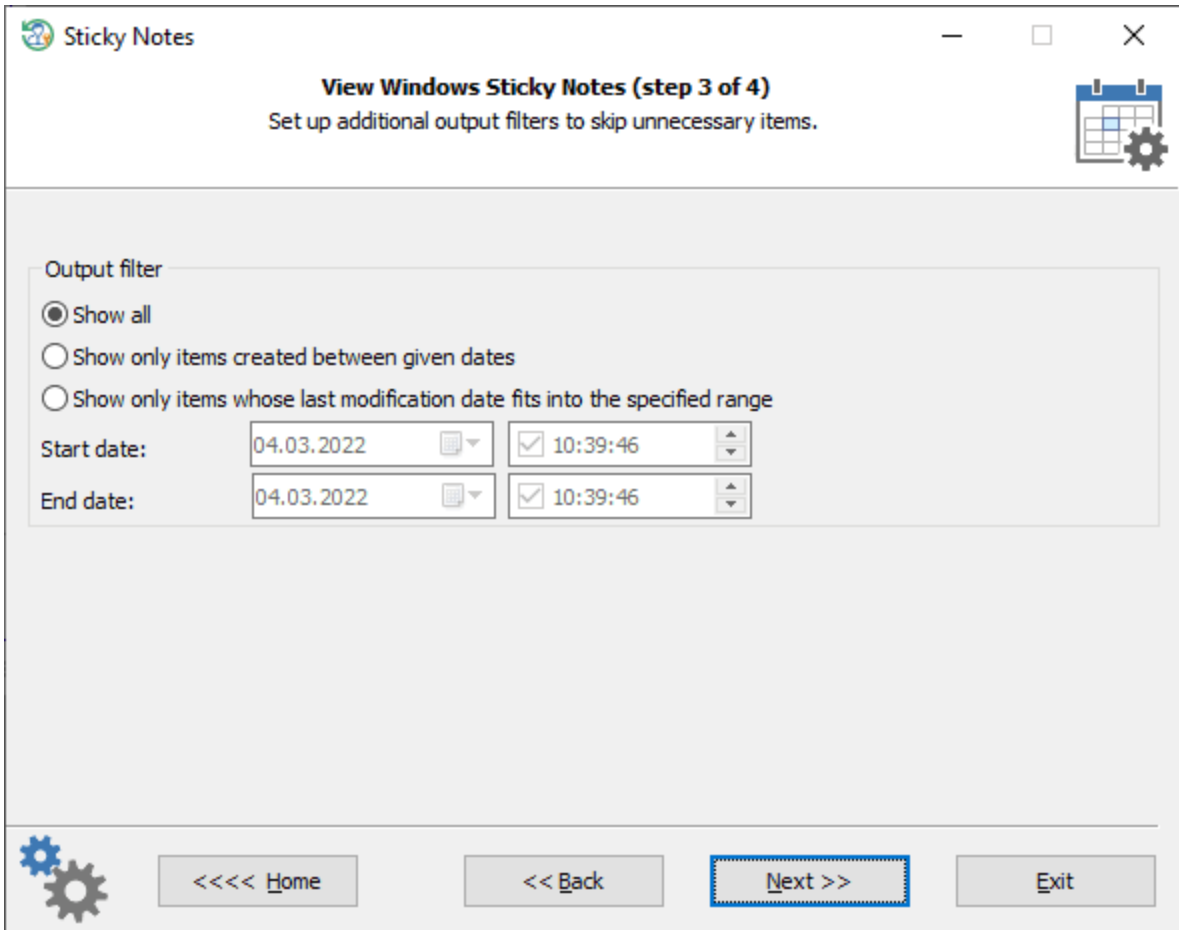 Sticky Notes
View Windows Sticky Notes (step 3 of 4)
Set up additional output filters to skip unnecessary items.
Output filter
Show all
Show only items created between given dates
Show only items whose last modification date fits into the specified range
Start date: 04.03.2022 10:39:46
End date: 04.03.2022 10:39:46
<<<< Home << Back Next >> Exit